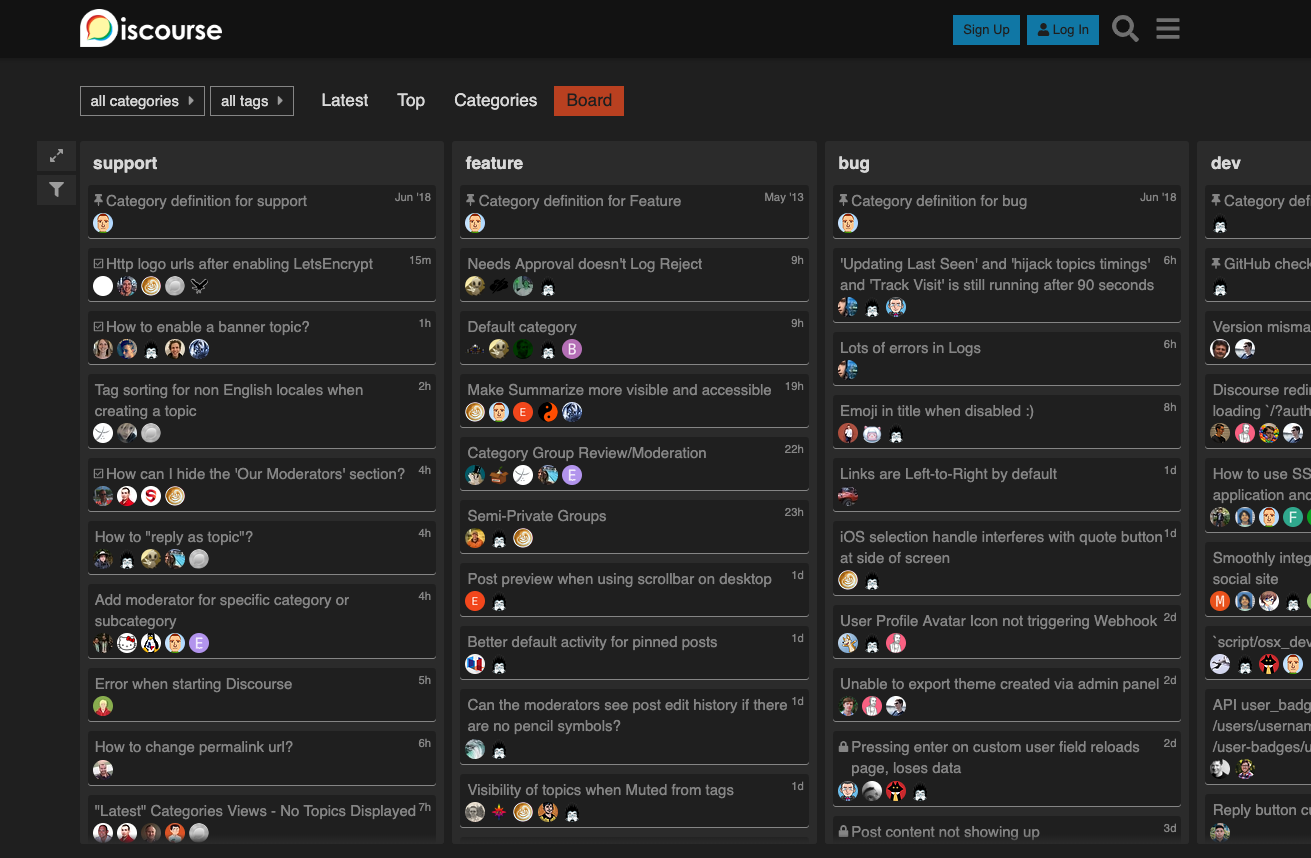 Discourse
Sign Up
Log In
all categories
all tags
Latest
Top
Categories
Board
support
Category definition for support
Jun '18
Http logo urls after enabling LetsEncrypt
15m
How to enable a banner topic?
1h
Tag sorting for non English locales when
creating a topic
2h
How can I hide the 'Our Moderators' section?
4h
S
How to "reply as topic"?
4h
Add moderator for specific category or
subcategory
4h
E
Error when starting Discourse
5h
How to change permalink url?
6h
"Latest" Categories Views - No Topics Displayed
7h
feature
Category definition for Feature
May '13
Needs Approval doesn't Log Reject
9h
Default category
9h
B
Make Summarize more visible and accessible
19h
E
Category Group Review/Moderation
22h
E
Semi-Private Groups
23h
Post preview when using scrollbar on desktop
1d
E
Better default activity for pinned posts
1d
Can the moderators see post edit history if there
are no pencil symbols?
1d
Visibility of topics when Muted from tags
1d
bug
Category definition for bug
Jun '18
'Updating Last Seen' and 'hijack topics timings'
and 'Track Visit' is still running after 90 seconds
6h
Lots of errors in Logs
6h
Emoji in title when disabled :)
8h
Links are Left-to-Right by default
1d
iOS selection handle interferes with quote button
at side of screen
1d
User Profile Avatar Icon not triggering Webhook
2d
Unable to export theme created via admin panel
2d
Pressing enter on custom user field reloads
page, loses data
2d
Post content not showing up
3d
dev
Category def
GitHub check
Version misma
Discourse redi
loading `/?auth
How to use SS
application and
F
Smoothly integ
social site
M
`script/osx_dev
API user_badg
/users/usernam
/user-badges/u
Reply button cu